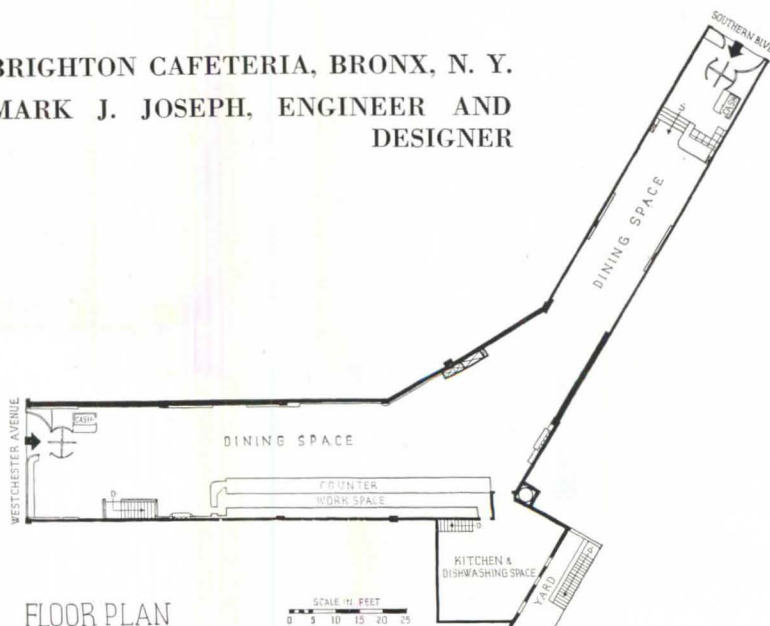 BRIGHTON CAFETERIA, BRONX, N. Y.
MARK J. JOSEPH, ENGINEER AND
DESIGNER
SOUTHERN
CASH
S
DINING SPACE
WESTCHESTER AVENUE
CASH
DINING SPACE
D
COUNTER
WORK SPACE
D
KITCHEN &
DISHWASHING SPACE
YARD
FLOOR PLAN
SCALE IN FEET
0 5 10 15 20 25